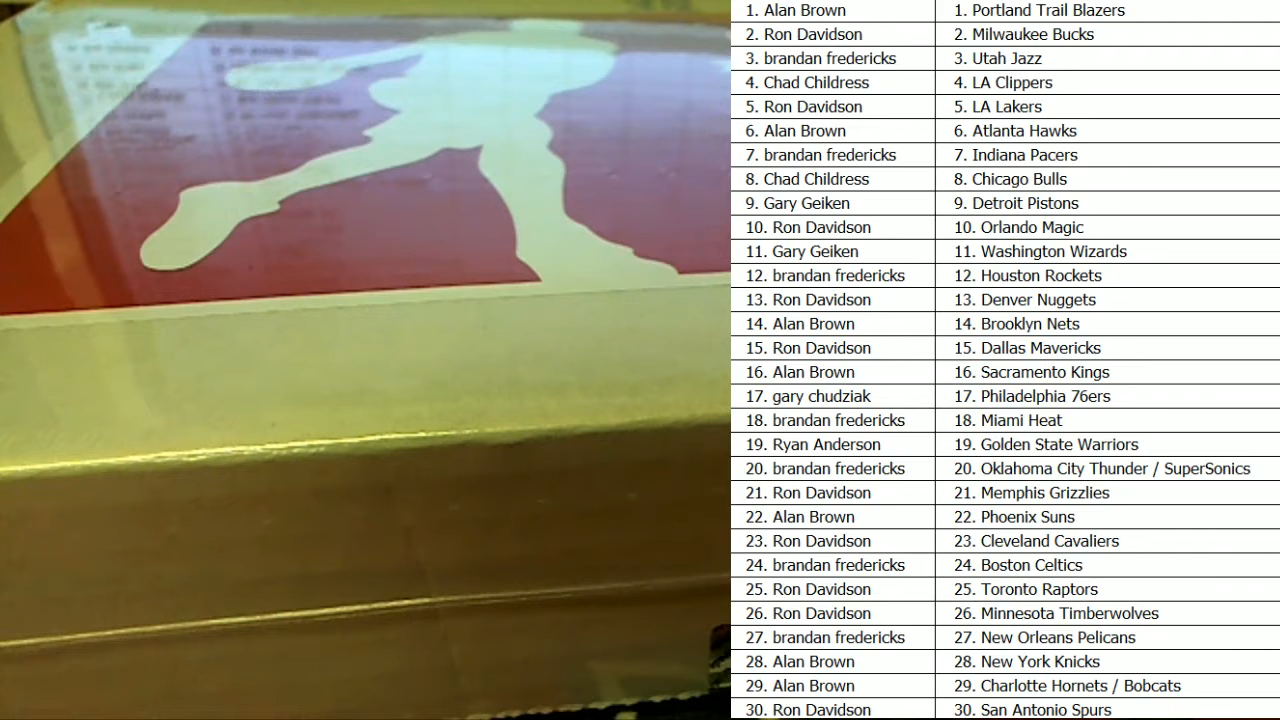 1. Alan Brown 1. Portland Trail Blazers
2. Ron Davidson 2. Milwaukee Bucks
3. brandan fredericks 3. Utah Jazz
4. Chad Childress 4. LA Clippers
5. Ron Davidson 5. LA Lakers
6. Alan Brown 6. Atlanta Hawks
7. brandan fredericks 7. Indiana Pacers
8. Chad Childress 8. Chicago Bulls
9. Gary Geiken 9. Detroit Pistons
10. Ron Davidson 10. Orlando Magic
11. Gary Geiken 11. Washington Wizards
12. brandan fredericks 12. Houston Rockets
13. Ron Davidson 13. Denver Nuggets
14. Alan Brown 14. Brooklyn Nets
15. Ron Davidson 15. Dallas Mavericks
16. Alan Brown 16. Sacramento Kings
17. gary chudziak 17. Philadelphia 76ers
18. brandan fredericks 18. Miami Heat
19. Ryan Anderson 19. Golden State Warriors
20. brandan fredericks 20. Oklahoma City Thunder / SuperSonics
21. Ron Davidson 21. Memphis Grizzlies
22. Alan Brown 22. Phoenix Suns
23. Ron Davidson 23. Cleveland Cavaliers
24. brandan fredericks 24. Boston Celtics
25. Ron Davidson 25. Toronto Raptors
26. Ron Davidson 26. Minnesota Timberwolves
27. brandan fredericks 27. New Orleans Pelicans
28. Alan Brown 28. New York Knicks
29. Alan Brown 29. Charlotte Hornets / Bobcats
30. Ron Davidson 30. San Antonio Spurs